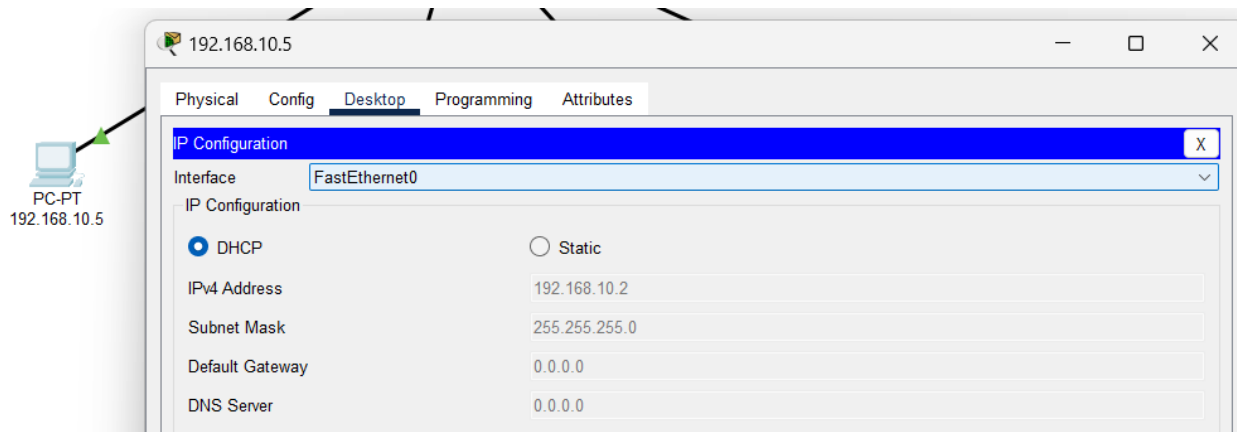 192.168.10.5
Physical Config Desktop Programming Attributes
IP Configuration X
Interface FastEthernet0
IP Configuration
DHCP Static
IPv4 Address 192.168.10.2
Subnet Mask 255.255.255.0
Default Gateway 0.0.0.0
DNS Server 0.0.0.0
PC-PT
192.168.10.5